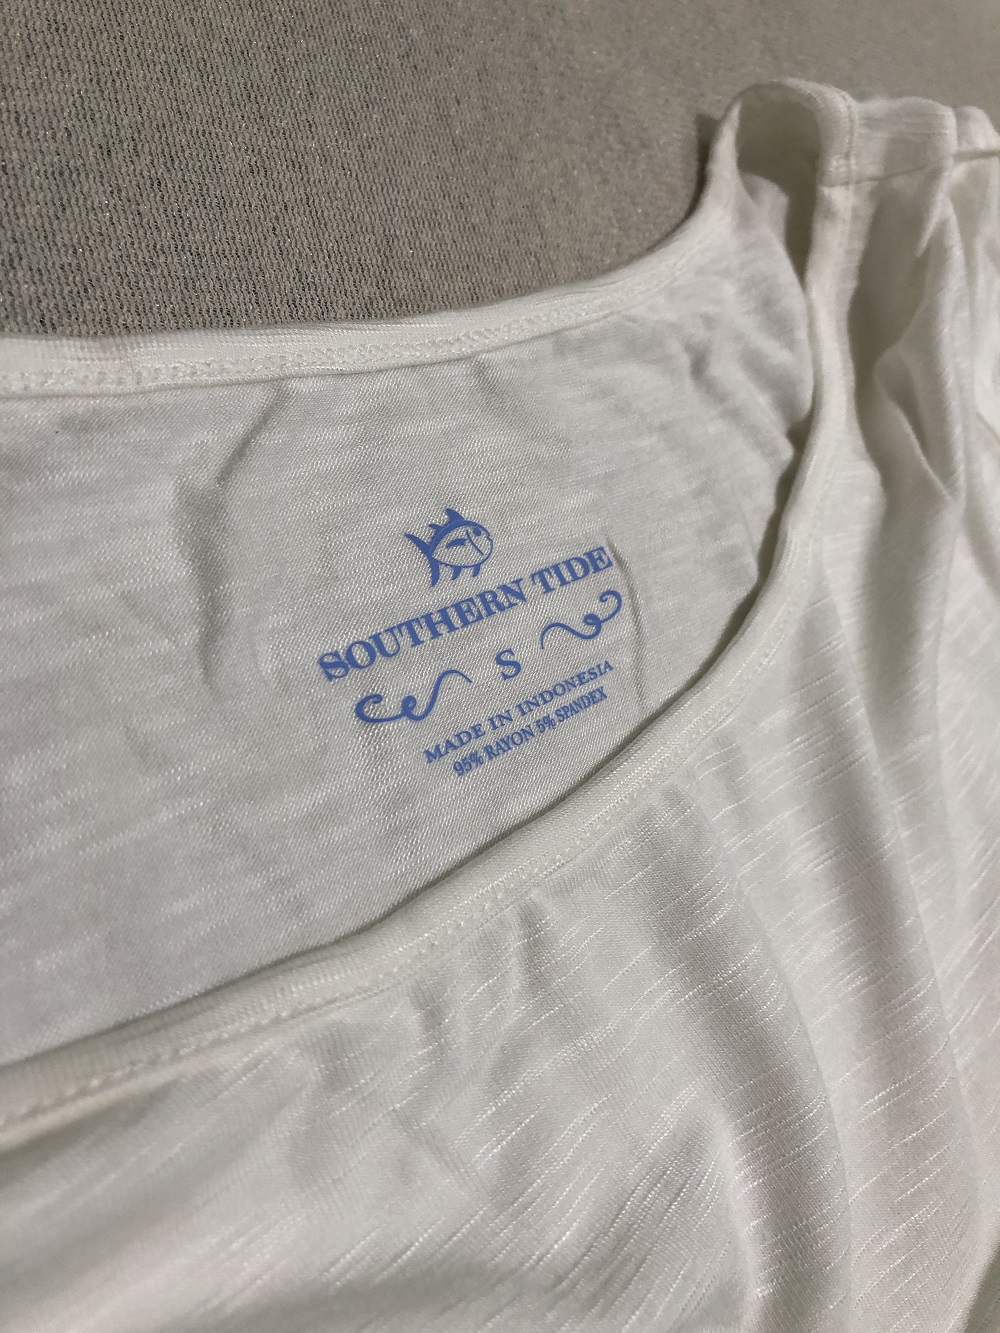 SOUTHERN TIDE
S
MADE IN INDONESIA
95% RAYON 5% SPANDEX